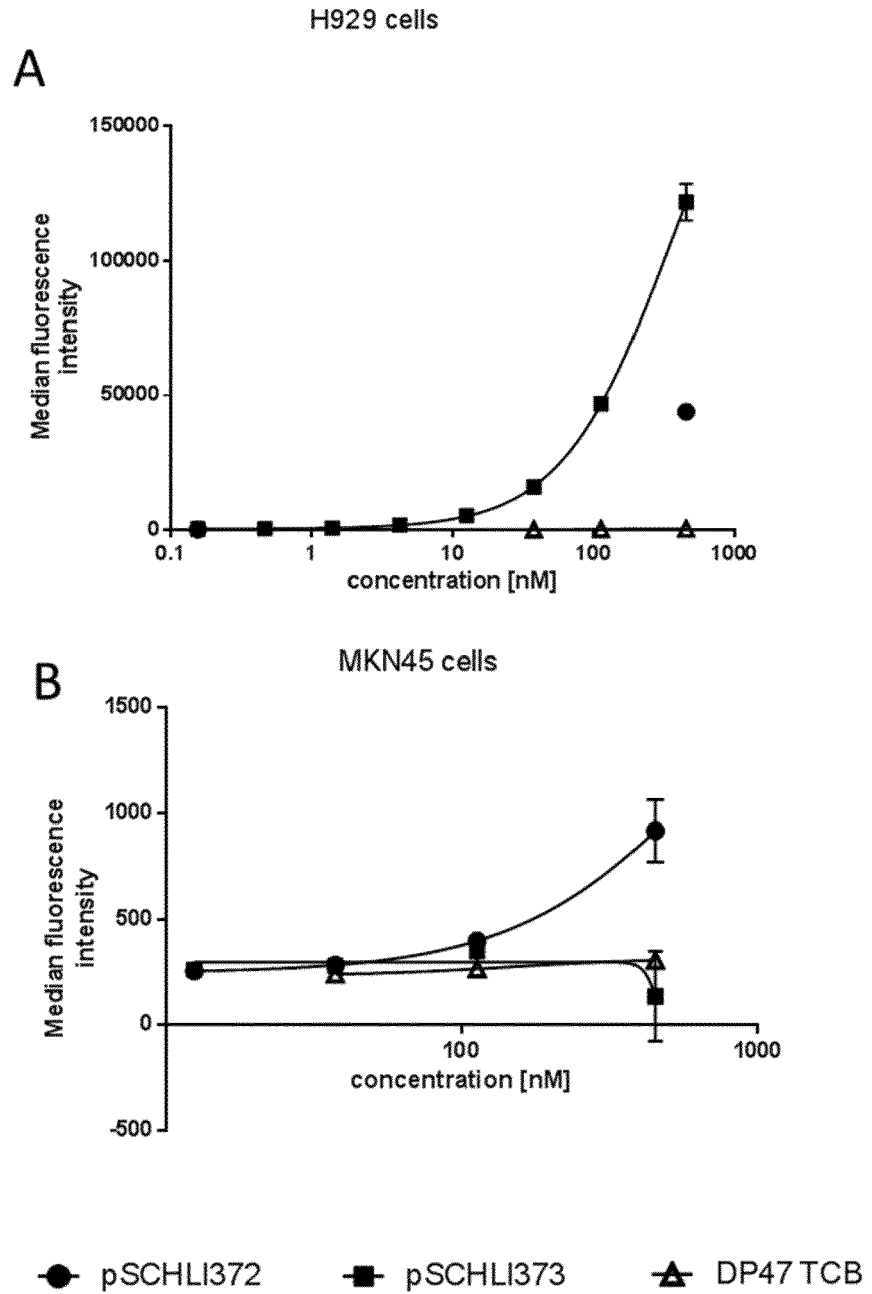 H929 cells
A
150000
100000
50000
0
Median fluorescence
intensity
0.1 1 10 100 1000
concentration [nM]
MKN45 cells
B
1500
1000
500
0
-500
Median fluorescence
intensity
100 1000
concentration [nM]
pSCHLI372 pSCHLI373 DP47 TCB